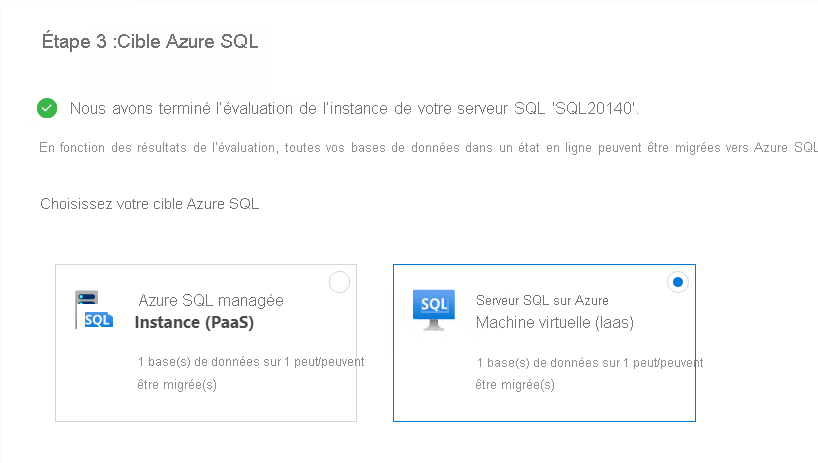 Étape 3 :Cible Azure SQL
Nous avons terminé l'évaluation de l'instance de votre serveur SQL 'SQL20140'.
En fonction des résultats de l'évaluation, toutes vos bases de données dans un état en ligne peuvent être migrées vers Azure SQL
Choisissez votre cible Azure SQL
SQL
Azure SQL managée
Instance (PaaS)
1 base(s) de données sur 1 peut/peuvent
être migrée(s)
SQL
Serveur SQL sur Azure
Machine virtuelle (Iaas)
1 base(s) de données sur 1 peut/peuvent
être migrée(s)